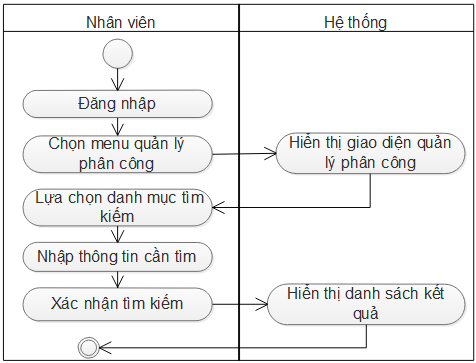 Nhân viên
Hệ thống
Đăng nhập
Chọn menu quản lý
phân công
Hiển thị giao diện quản
lý phân công
Lựa chọn danh mục tìm
kiếm
Nhập thông tin cần tìm
Xác nhận tìm kiếm
Hiển thị danh sách kết
quả